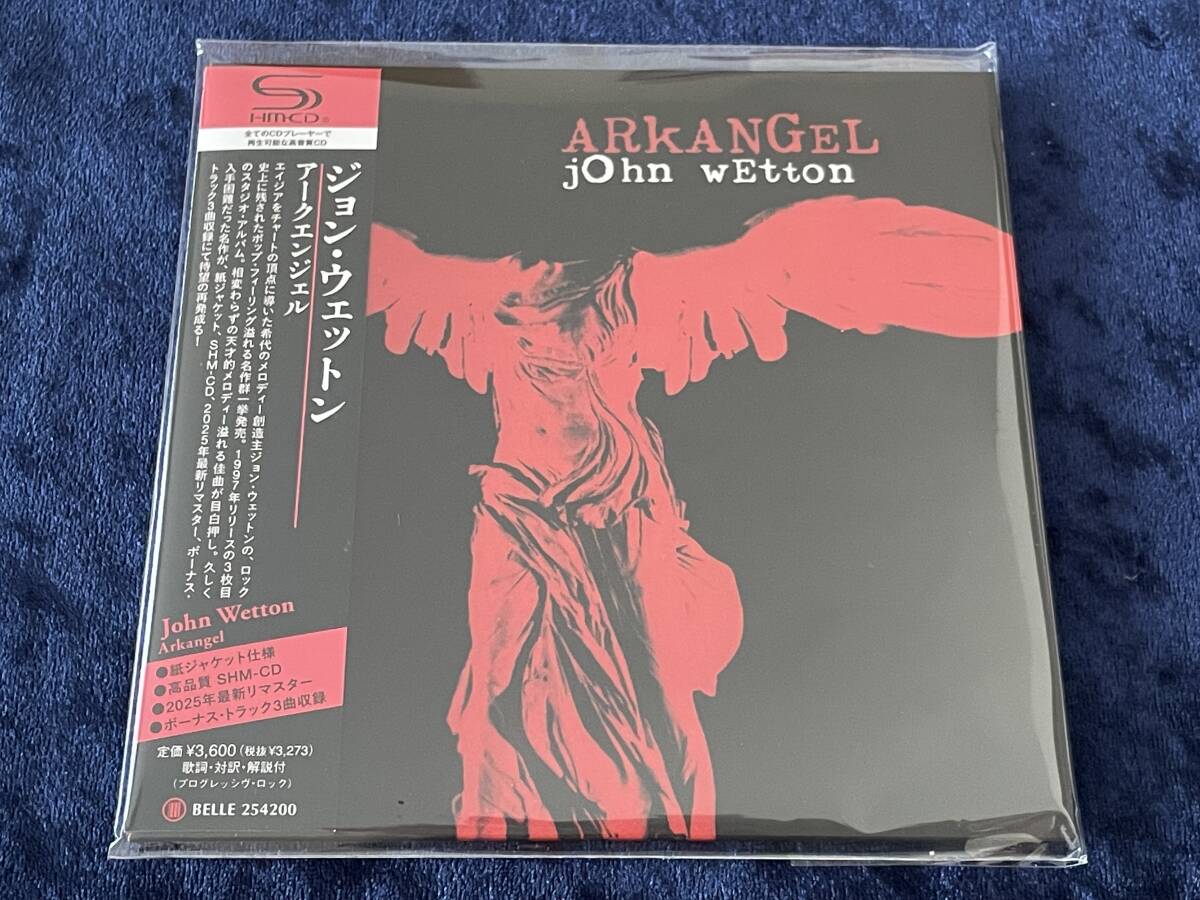 SHM-CD®
全てのCDプレーヤーで
再生可能な高音質CD
ARkANGEL
jOhn wEtton
ジョン・ウェットン
アークエンジェル
エイジアをチャートの頂点に導いた希代のメロディー創造主ジョン・ウェットンの、ロック
史上に残されたポップ・フィーリング溢れる名作群一挙発売。1997年リリースの3枚目
のスタジオ・アルバム。相変わらずの天才的メロディー溢れる佳曲が目白押し。久しく
入手困難だった名作が、紙ジャケット、SHM-CD、2025年最新リマスター、ボーナス・
トラック3曲収録にて待望の再発成る！
John Wetton
Arkangel
●紙ジャケット仕様
●高品質 SHM-CD
●2025年最新リマスター
●ボーナス・トラック3曲収録
定価 ¥3,600 (税抜 ¥3,273)
歌詞・対訳・解説付
(プログレッシヴ・ロック)
BELLE 254200